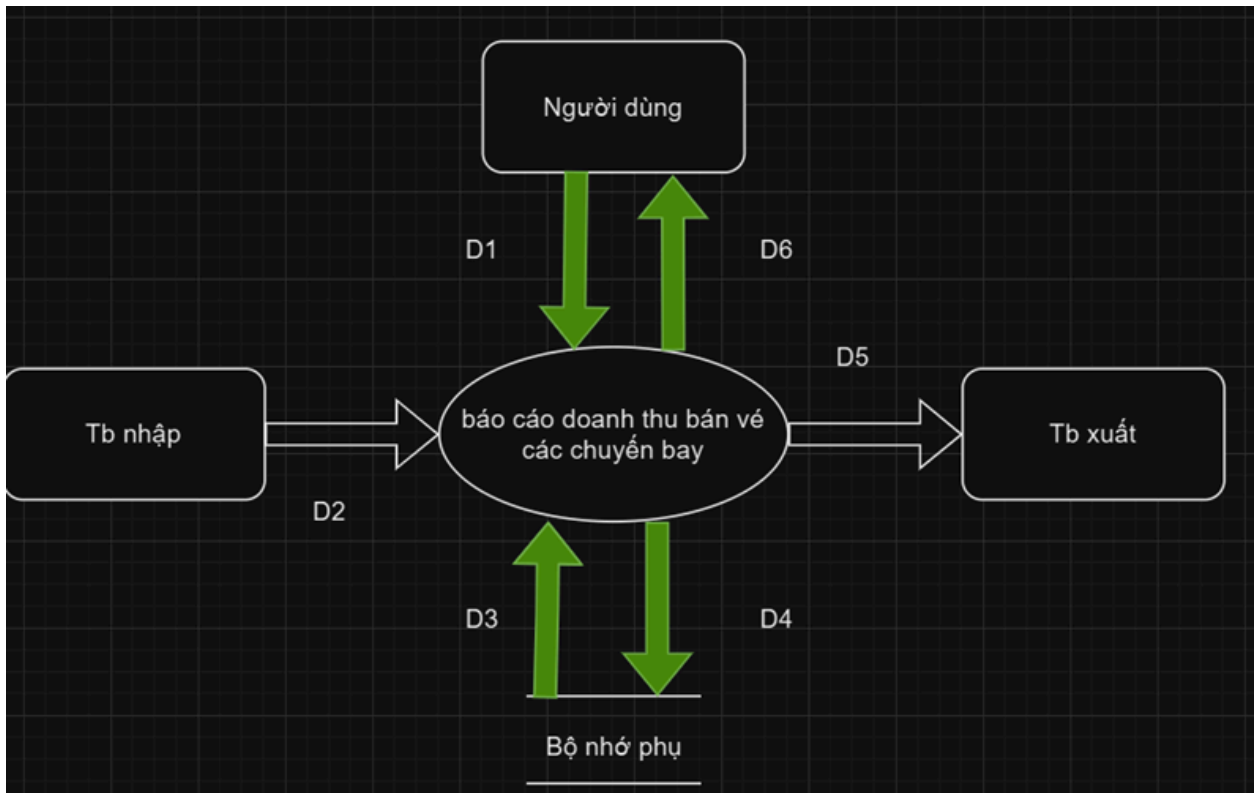 Người dùng
D1
D6
D5
Tb nhập
báo cáo doanh thu bán vé
các chuyến bay
Tb xuất
D2
D3
D4
Bộ nhớ phụ